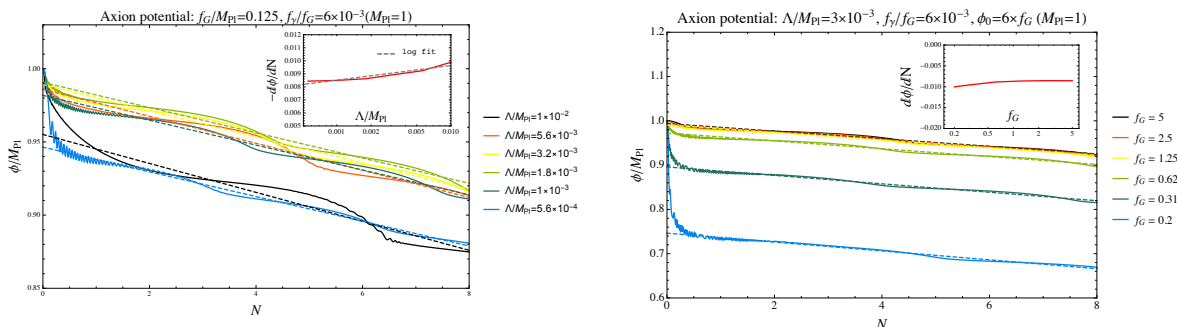 Axion potential: f_G/M_Pl=0.125, f_γ/f_G=6×10⁻³(M_Pl=1)
ϕ/M_Pl
1.00
0.95
0.90
0.85
0
2
4
6
8
N
-dϕ/dN
0.012
0.011
0.010
0.009
0.008
0.007
0.006
0.005
0.001
0.002
0.005
0.010
Λ/M_Pl
log fit
Λ/M_Pl=1×10⁻²
Λ/M_Pl=5.6×10⁻³
Λ/M_Pl=3.2×10⁻³
Λ/M_Pl=1.8×10⁻³
Λ/M_Pl=1×10⁻³
Λ/M_Pl=5.6×10⁻⁴
Axion potential: Λ/M_Pl=3×10⁻³, f_γ/f_G=6×10⁻³, ϕ₀=6×f_G (M_Pl=1)
ϕ/M_Pl
1.2
1.1
1.0
0.9
0.8
0.7
0.6
0
2
4
6
8
N
dϕ/dN
0.000
-0.005
-0.010
-0.015
-0.020
0.2
0.5
1
2
5
f_G
f_G = 5
f_G = 2.5
f_G = 1.25
f_G = 0.62
f_G = 0.31
f_G = 0.2